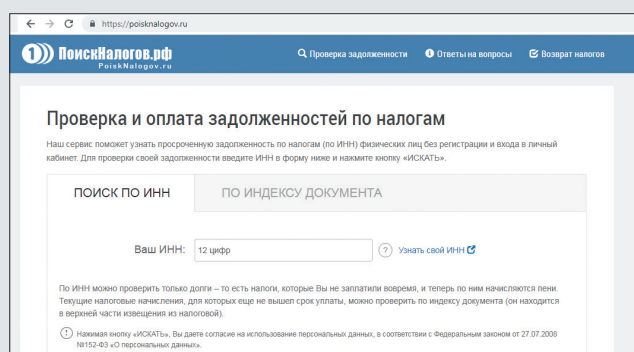 https://poisknalogov.ru
1 ПоискНалогов.рф
PoiskNalogov.ru
Проверка задолженности Ответы на вопросы Возврат налогов
Проверка и оплата задолженностей по налогам
Наш сервис поможет узнать просроченную задолженность по налогам (по ИНН) физических лиц без регистрации и входа в личный
кабинет. Для проверки своей задолженности введите ИНН в форму ниже и нажмите кнопку «ИСКАТЬ».
ПОИСК ПО ИНН ПО ИНДЕКСУ ДОКУМЕНТА
Ваш ИНН: 12 цифр ? Узнать свой ИНН
По ИНН можно проверить только долги – то есть налоги, которые Вы не заплатили вовремя, и теперь по ним начисляются пени.
Текущие налоговые начисления, для которых еще не вышел срок уплаты, можно проверить по индексу документа (он находится
в верхней части извещения из налоговой).
Нажимая кнопку «ИСКАТЬ», Вы даете согласие на использование персональных данных, в соответствии с Федеральным законом от 27.07.2008
№152-ФЗ «О персональных данных».